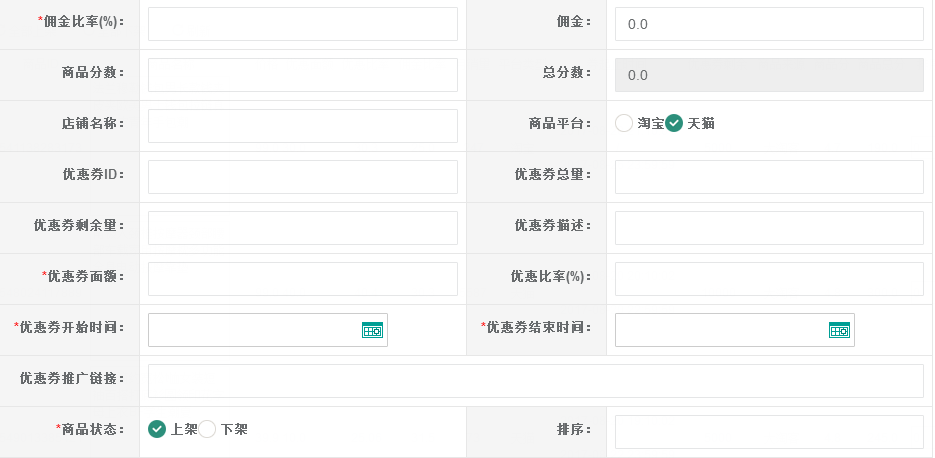 *佣金比率(%)： 佣金： 0.0
商品分数： 总分数： 0.0
店铺名称： 商品平台： 淘宝 天猫
优惠券ID： 优惠券总量：
优惠券剩余量： 优惠券描述：
*优惠券面额： 优惠比率(%)：
*优惠券开始时间： *优惠券结束时间：
优惠券推广链接：
*商品状态： 上架 下架 排序：